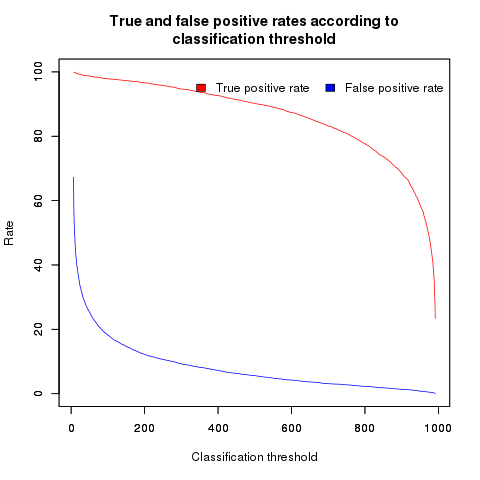 True and false positive rates according to
classification threshold
True positive rate
False positive rate
Rate
100
80
60
40
20
0
0 200 400 600 800 1000
Classification threshold